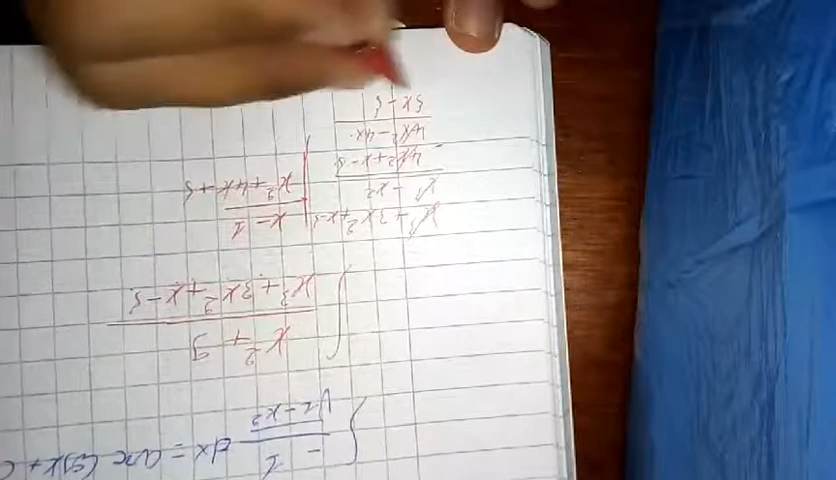 ∫ -1/√(1-x²) dx = arc cos x + C
∫ (x²+9)/(x³+3x²+x-5)
x³+3x²+x-5 | x-1
x³-x² | x²+4x+5
4x²+x-5
4x²-4x
5x-5